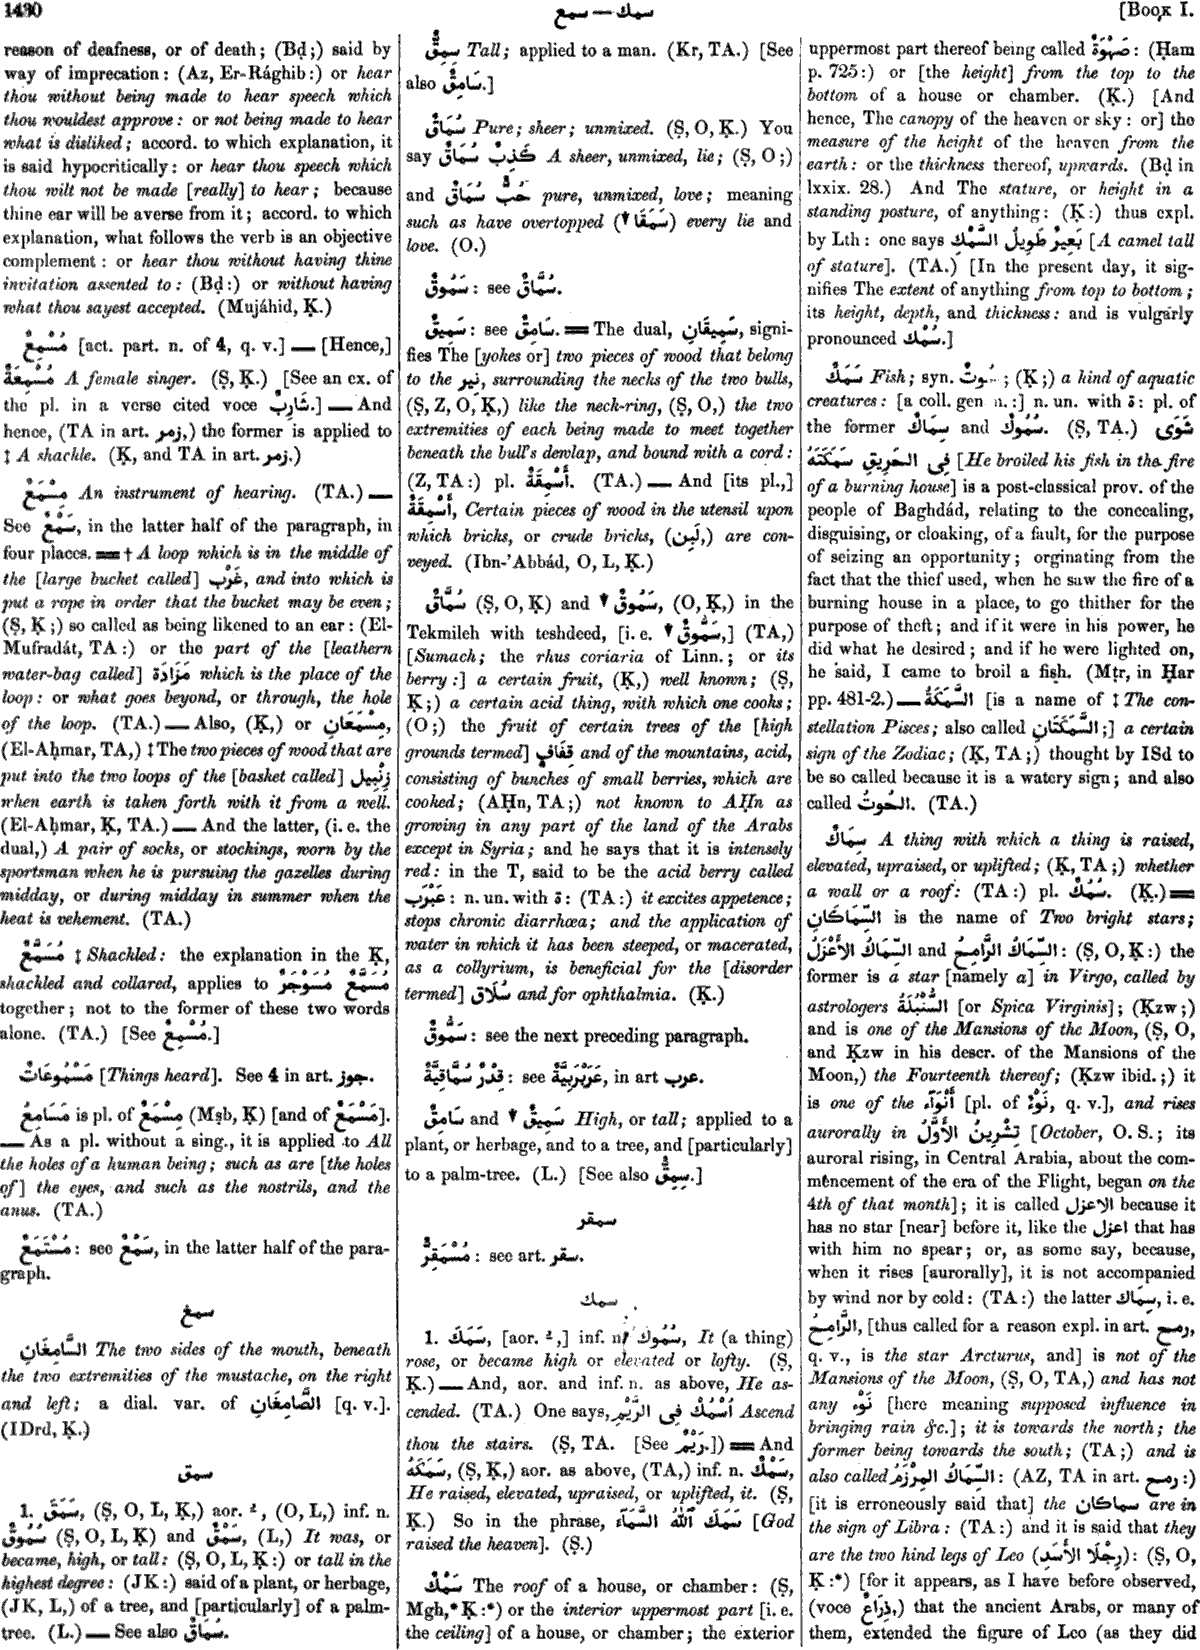 1430
سمك — سمع
[Book I.
reason of deafness, or of death; (Bḍ;) said by
way of imprecation: (Az, Er-Rághib:) or hear
thou without being made to hear speech which
thou wouldest approve: or not being made to hear
what is disliked; accord. to which explanation, it
is said hypocritically: or hear thou speech which
thou wilt not be made [really] to hear; because
thine ear will be averse from it; accord. to which
explanation, what follows the verb is an objective
complement: or hear thou without having thine
invitation assented to: (Bḍ:) or without having
what thou sayest accepted. (Mujáhid, Ḳ.)
مُسْمِعٌ [act. part. n. of 4, q. v.] — [Hence,]
مُسْمِعَةٌ A female singer. (Ṣ, Ḳ.) [See an ex. of
the pl. in a verse cited voce شَارِبٌ.] — And
hence, (TA in art. زمر,) the former is applied to
‡ A shackle. (Ḳ, and TA in art. زمر.)
مِسْمَعٌ An instrument of hearing. (TA.) —
See سَمْعٌ, in the latter half of the paragraph, in
four places. = † A loop which is in the middle of
the [large bucket called] غَرْب, and into which is
put a rope in order that the bucket may be even;
(Ṣ, Ḳ;) so called as being likened to an ear: (El-
Mufradát, TA:) or the part of the [leathern
water-bag called] مَزَادَة which is the place of the
loop: or what goes beyond, or through, the hole
of the loop. (TA.) — Also, (Ḳ,) or مِسْمَعَانِ,
(El-Aḥmar, TA,) ‡ The two pieces of wood that are
put into the two loops of the [basket called] زِنْبِيل
when earth is taken forth with it from a well.
(El-Aḥmar, Ḳ, TA.) — And the latter, (i. e. the
dual,) A pair of socks, or stockings, worn by the
sportsman when he is pursuing the gazelles during
midday, or during midday in summer when the
heat is vehement. (TA.)
مُسَمَّعٌ ‡ Shackled: the explanation in the Ḳ,
shackled and collared, applies to مُسَمَّعٌ مُسَوْجَرٌ
together; not to the former of these two words
alone. (TA.) [See مُسْمِعٌ.]
مَسْمُوعَاتٌ [Things heard]. See 4 in art. جوز.
مَسَامِعُ is pl. of مِسْمَعٌ (Mṣb, Ḳ) [and of مَسْمَعٌ].
— As a pl. without a sing., it is applied to All
the holes of a human being; such as are [the holes
of] the eyes, and such as the nostrils, and the
anus. (TA.)
مُسْتَمَعٌ: see سَمْعٌ, in the latter half of the para-
graph.
سمغ
السَّامِغَانِ The two sides of the mouth, beneath
the two extremities of the mustache, on the right
and left; a dial. var. of الصَّامِغَانِ [q. v.].
(IDrd, Ḳ.)
سمق
1. سَمَقَ, (Ṣ, O, L, Ḳ,) aor. ـُ, (O, L,) inf. n.
سُمُوقٌ (Ṣ, O, L, Ḳ) and سَمْقٌ, (L,) It was, or
became, high, or tall: (Ṣ, O, L, Ḳ:) or tall in the
highest degree: (JK:) said of a plant, or herbage,
(JK, L,) of a tree, and [particularly] of a palm-
tree. (L.) — See also سُمَاقٌ.
سِمِقٌّ Tall; applied to a man. (Kr, TA.) [See
also سَامِقٌ.]
سُمَاقٌ Pure; sheer; unmixed. (Ṣ, O, Ḳ.) You
say كَذِبٌ سُمَاقٌ A sheer, unmixed, lie; (Ṣ, O;)
and حُبٌّ سُمَاقٌ pure, unmixed, love; meaning
such as have overtopped (سَمَقَا ▾) every lie and
love. (O.)
سَمُوقٌ: see سُمَّاقٌ.
سَمِيقٌ: see سَامِقٌ. = The dual, سَمِيقَانِ, signi-
fies The [yokes or] two pieces of wood that belong
to the نِير, surrounding the necks of the two bulls,
(Ṣ, Z, O, Ḳ,) like the neck-ring, (Ṣ, O,) the two
extremities of each being made to meet together
beneath the bull's dewlap, and bound with a cord:
(Z, TA:) pl. أَسْمِقَةٌ. (TA.) — And [its pl.,]
أَسْمِقَةٌ, Certain pieces of wood in the utensil upon
which bricks, or crude bricks, (لَبِن,) are con-
veyed. (Ibn-'Abbád, O, L, Ḳ.)
سُمَّاقٌ (Ṣ, O, Ḳ) and ▾ سَمُوقٌ, (O, Ḳ,) in the
Tekmileh with teshdeed, [i. e. ▾ سَمُّوقٌ,] (TA,)
[Sumach; the rhus coriaria of Linn.; or its
berry:] a certain fruit, (Ḳ,) well known; (Ṣ,
Ḳ;) a certain acid thing, with which one cooks;
(O;) the fruit of certain trees of the [high
grounds termed] قِفَاف and of the mountains, acid,
consisting of bunches of small berries, which are
cooked; (AḤn, TA;) not known to AḤn as
growing in any part of the land of the Arabs
except in Syria; and he says that it is intensely
red: in the T, said to be the acid berry called
عَبْرَب: n. un. with ة: (TA:) it excites appetence;
stops chronic diarrhœa; and the application of
water in which it has been steeped, or macerated,
as a collyrium, is beneficial for the [disorder
termed] سُلَاق and for ophthalmia. (Ḳ.)
سَمُّوقٌ: see the next preceding paragraph.
قِدْرٌ سُمَّاقِيَّةٌ: see عَرَبْرَبِيَّةٌ, in art عرب.
سَامِقٌ and ▾ سَمِيقٌ High, or tall; applied to a
plant, or herbage, and to a tree, and [particularly]
to a palm-tree. (L.) [See also سِمِقٌّ.]
سمقر
مُسْمَقِرٌّ: see art. سقر.
سمك
1. سَمَكَ, [aor. ـُ,] inf. n. سُمُوكٌ, It (a thing)
rose, or became high or elevated or lofty. (Ṣ,
Ḳ.) — And, aor. and inf. n. as above, He as-
cended. (TA.) One says, اُسْمُكْ فِى الرَّيْمِ Ascend
thou the stairs. (Ṣ, TA. [See رَيْمٌ.]) = And
سَمَكَهُ, (Ṣ, Ḳ,) aor. as above, (TA,) inf. n. سَمْكٌ,
He raised, elevated, upraised, or uplifted, it. (Ṣ,
Ḳ.) So in the phrase, سَمَكَ ٱللّٰهُ السَّمَآءَ [God
raised the heaven]. (Ṣ.)
سَمْكٌ The roof of a house, or chamber: (Ṣ,
Mgh,* Ḳ:*) or the interior uppermost part [i. e.
the ceiling] of a house, or chamber; the exterior
uppermost part thereof being called صَهْوَةٌ: (Ḥam
p. 725:) or [the height] from the top to the
bottom of a house or chamber. (Ḳ.) [And
hence, The canopy of the heaven or sky: or] the
measure of the height of the heaven from the
earth: or the thickness thereof, upwards. (Bḍ in
lxxix. 28.) And The stature, or height in a
standing posture, of anything: (Ḳ:) thus expl.
by Lth: one says بَعِيرٌ طَوِيلُ السَّمْكِ [A camel tall
of stature]. (TA.) [In the present day, it sig-
nifies The extent of anything from top to bottom;
its height, depth, and thickness: and is vulgarly
pronounced سُمْك.]
سَمَكٌ Fish; syn. حُوتٌ; (Ḳ;) a kind of aquatic
creatures: [a coll. gen. n.:] n. un. with ة: pl. of
the former سِمَاكٌ and سُمُوكٌ. (Ṣ, TA.) شَوَى
فِى الحَرِيقِ سَمَكَتَهُ [He broiled his fish in the fire
of a burning house] is a post-classical prov. of the
people of Baghdád, relating to the concealing,
disguising, or cloaking, of a fault, for the purpose
of seizing an opportunity; orginating from the
fact that the thief used, when he saw the fire of a
burning house in a place, to go thither for the
purpose of theft; and if it were in his power, he
did what he desired; and if he were lighted on,
he said, I came to broil a fish. (Mṭr, in Ḥar
pp. 481-2.) — السَّمَكَةُ [is a name of ‡ The con-
stellation Pisces; also called السَّمَكَتَانِ;] a certain
sign of the Zodiac; (Ḳ, TA;) thought by ISd to
be so called because it is a watery sign; and also
called الحُوتُ. (TA.)
سِمَاكٌ A thing with which a thing is raised,
elevated, upraised, or uplifted; (Ḳ, TA;) whether
a wall or a roof: (TA:) pl. سُمُكٌ. (Ḳ.) =
السِّمَاكَانِ is the name of Two bright stars;
السِّمَاكُ الأَعْزَلُ and السِّمَاكُ الرَّامِحُ: (Ṣ, O, Ḳ:) the
former is a star [namely a] in Virgo, called by
astrologers السُّنْبُلَةُ [or Spica Virginis]; (Ḳzw;)
and is one of the Mansions of the Moon, (Ṣ, O,
and Ḳzw in his descr. of the Mansions of the
Moon,) the Fourteenth thereof; (Ḳzw ibid.;) it
is one of the أَنْوَآء [pl. of نَوْءٌ, q. v.], and rises
aurorally in تِشْرِينُ الأَوَّلُ [October, O. S.; its
auroral rising, in Central Arabia, about the com-
mencement of the era of the Flight, began on the
4th of that month]; it is called الاعزل because it
has no star [near] before it, like the اعزل that has
with him no spear; or, as some say, because,
when it rises [aurorally], it is not accompanied
by wind nor by cold: (TA:) the latter سِمَاك, i. e.
الرَّامِحُ, [thus called for a reason expl. in art. رمح,
q. v., is the star Arcturus, and] is not of the
Mansions of the Moon, (Ṣ, O, TA,) and has not
any نَوْء [here meaning supposed influence in
bringing rain &c.]; it is towards the north; the
former being towards the south; (TA;) and is
also called السِّمَاكُ المِرْزَمُ: (AZ, TA in art. رمح:)
[it is erroneously said that] the سماكان are in
the sign of Libra: (TA:) and it is said that they
are the two hind legs of Leo (رِجْلَا الأَسَدِ): (Ṣ, O,
Ḳ:*) [for it appears, as I have before observed,
(voce ذِرَاعٌ,) that the ancient Arabs, or many of
them, extended the figure of Leo (as they did